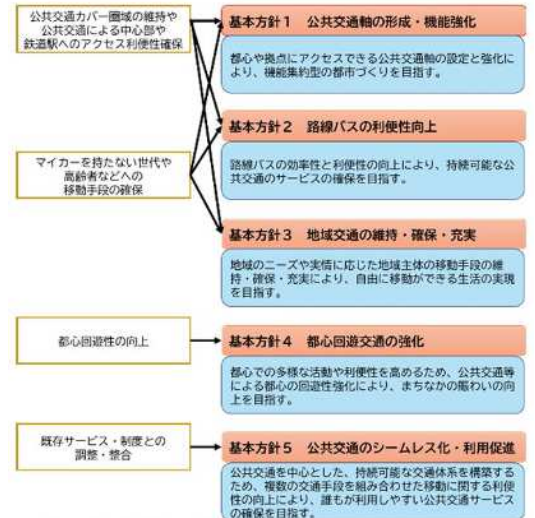 公共交通カバー圏域の維持や
公共交通による中心部や
鉄道駅へのアクセス利便性確保
基本方針1 公共交通軸の形成・機能強化
都心や拠点にアクセスできる公共交通軸の設定と強化に
より、機能集約型の都市づくりを目指す。
基本方針2 路線バスの利便性向上
路線バスの効率性と利便性の向上により、持続可能な公
共交通のサービスの確保を目指す。
マイカーを持たない世代や
高齢者などへの
移動手段の確保
基本方針3 地域交通の維持・確保・充実
地域のニーズや実情に応じた地域主体の移動手段の維
持・確保・充実により、自由に移動ができる生活の実現
を目指す。
都心回遊性の向上
基本方針4 都心回遊交通の強化
都心での多様な活動や利便性を高めるため、公共交通等
による都心の回遊性強化により、まちなかの賑わいの向
上を目指す。
既存サービス・制度との
調整・整合
基本方針5 公共交通のシームレス化・利用促進
公共交通を中心とした、持続可能な交通体系を構築する
ため、複数の交通手段を組み合わせた移動に関する利便
性の向上により、誰もが利用しやすい公共交通サービス
の確保を目指す。